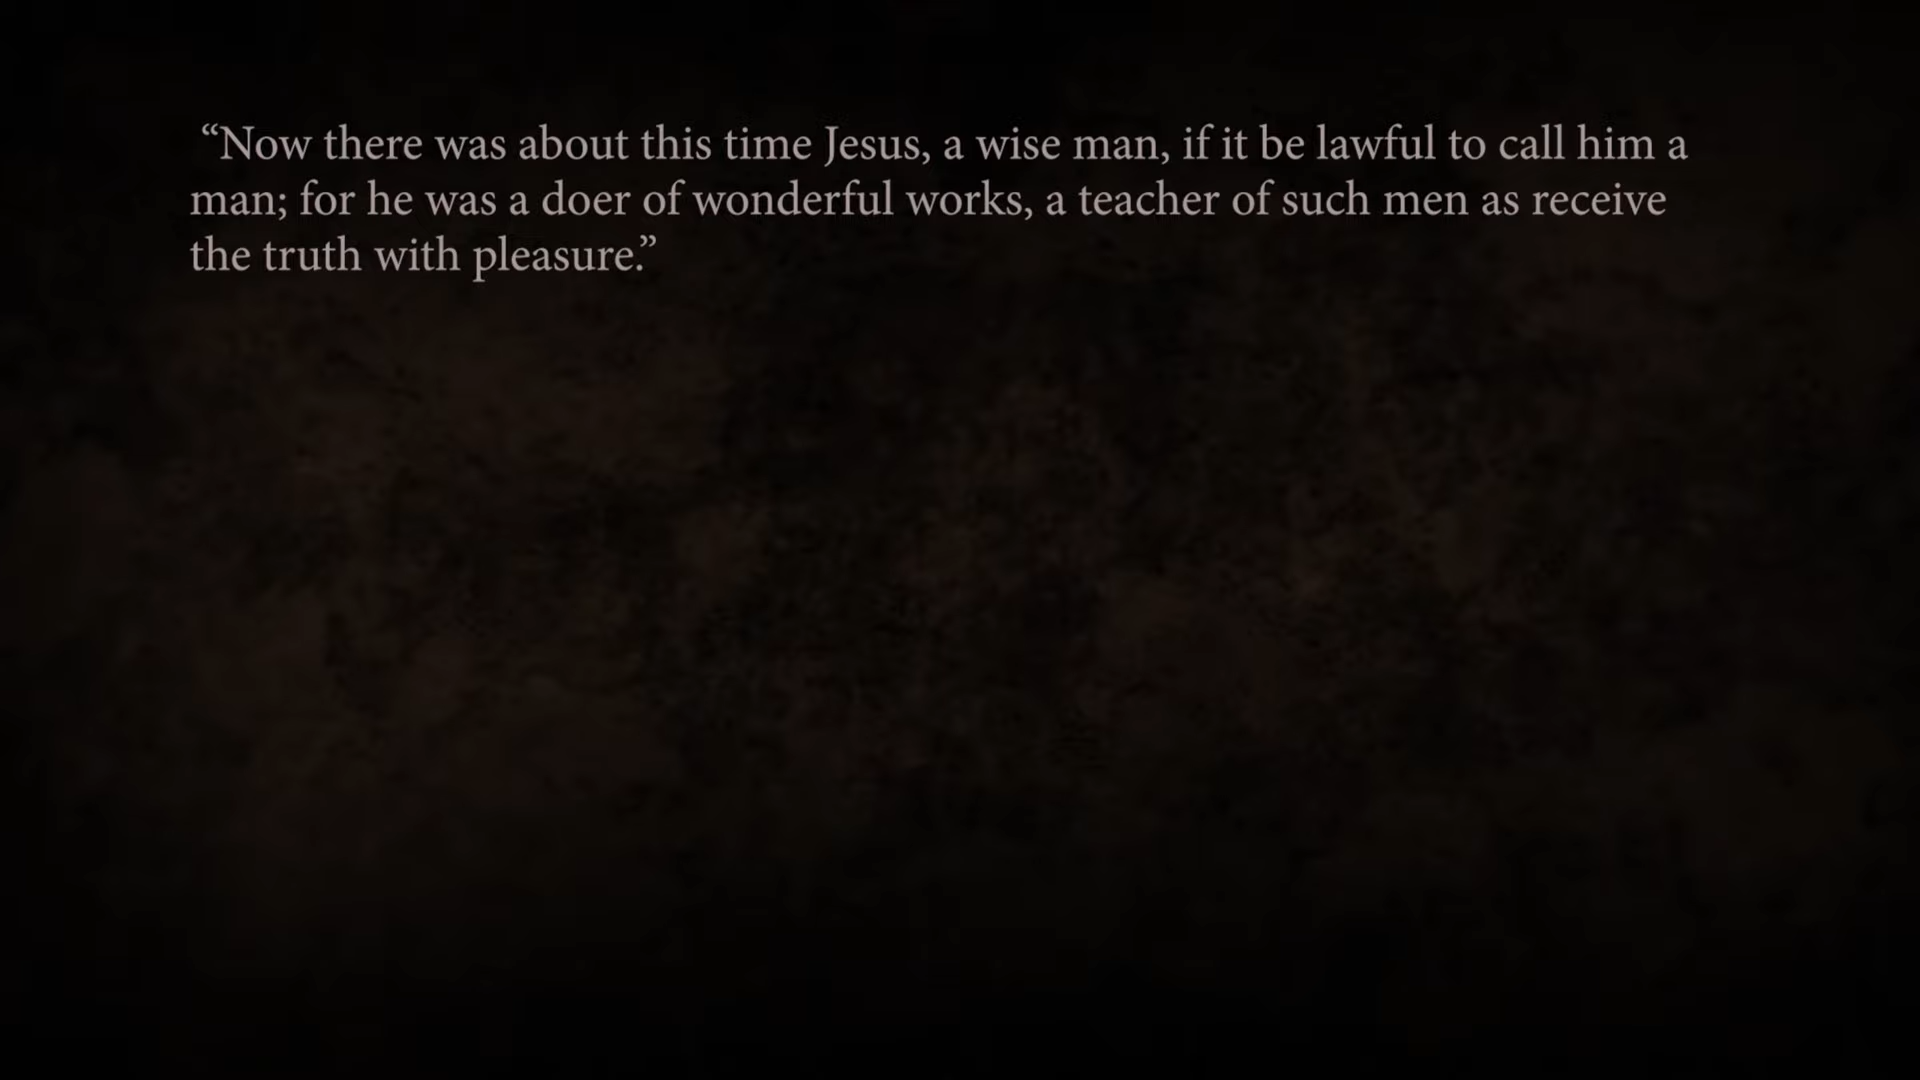 “Now there was about this time Jesus, a wise man, if it be lawful to call him a
man; for he was a doer of wonderful works, a teacher of such men as receive
the truth with pleasure.”